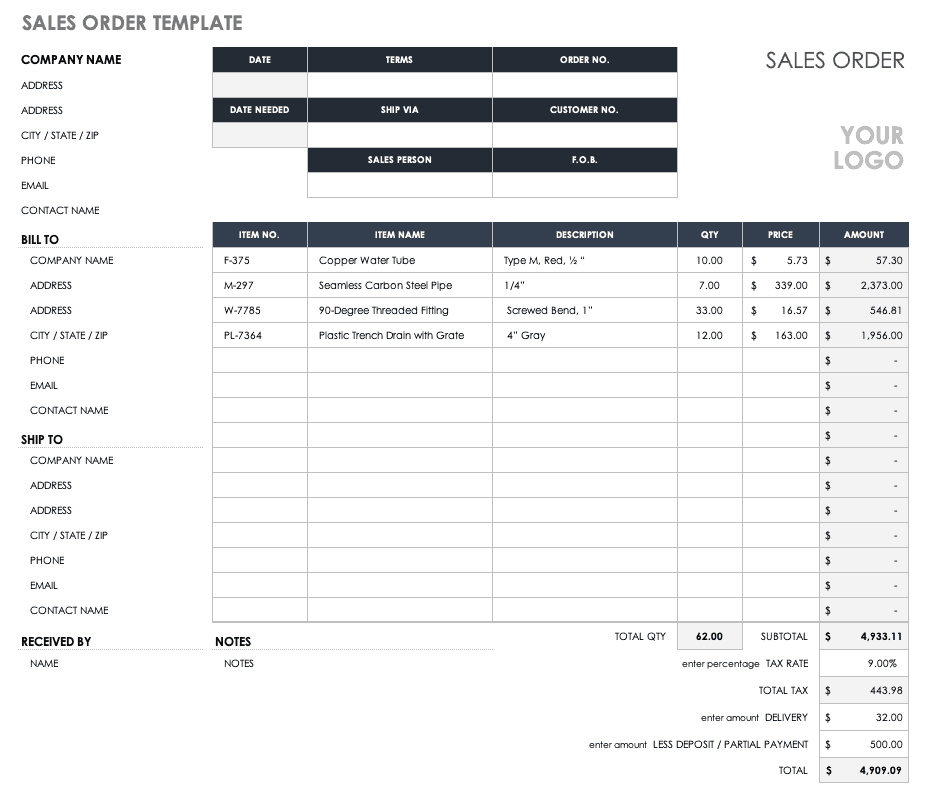 SALES ORDER TEMPLATE
COMPANY NAME
ADDRESS
ADDRESS
CITY / STATE / ZIP
PHONE
EMAIL
CONTACT NAME
DATE TERMS ORDER NO.
DATE NEEDED SHIP VIA CUSTOMER NO.
SALES PERSON F.O.B.
SALES ORDER
YOUR
LOGO
BILL TO
COMPANY NAME
ADDRESS
ADDRESS
CITY / STATE / ZIP
PHONE
EMAIL
CONTACT NAME
SHIP TO
COMPANY NAME
ADDRESS
ADDRESS
CITY / STATE / ZIP
PHONE
EMAIL
CONTACT NAME
ITEM NO. ITEM NAME DESCRIPTION QTY PRICE AMOUNT
F-375 Copper Water Tube Type M, Red, ½ " 10.00 $ 5.73 $ 57.30
M-297 Seamless Carbon Steel Pipe 1/4" 7.00 $ 339.00 $ 2,373.00
W-7785 90-Degree Threaded Fitting Screwed Bend, 1" 33.00 $ 16.57 $ 546.81
PL-7364 Plastic Trench Drain with Grate 4" Gray 12.00 $ 163.00 $ 1,956.00
$ -
$ -
$ -
$ -
$ -
$ -
$ -
$ -
$ -
$ -
$ -
RECEIVED BY
NAME
NOTES
NOTES
TOTAL QTY 62.00 SUBTOTAL $ 4,933.11
enter percentage TAX RATE 9.00%
TOTAL TAX $ 443.98
enter amount DELIVERY $ 32.00
enter amount LESS DEPOSIT / PARTIAL PAYMENT $ 500.00
TOTAL $ 4,909.09